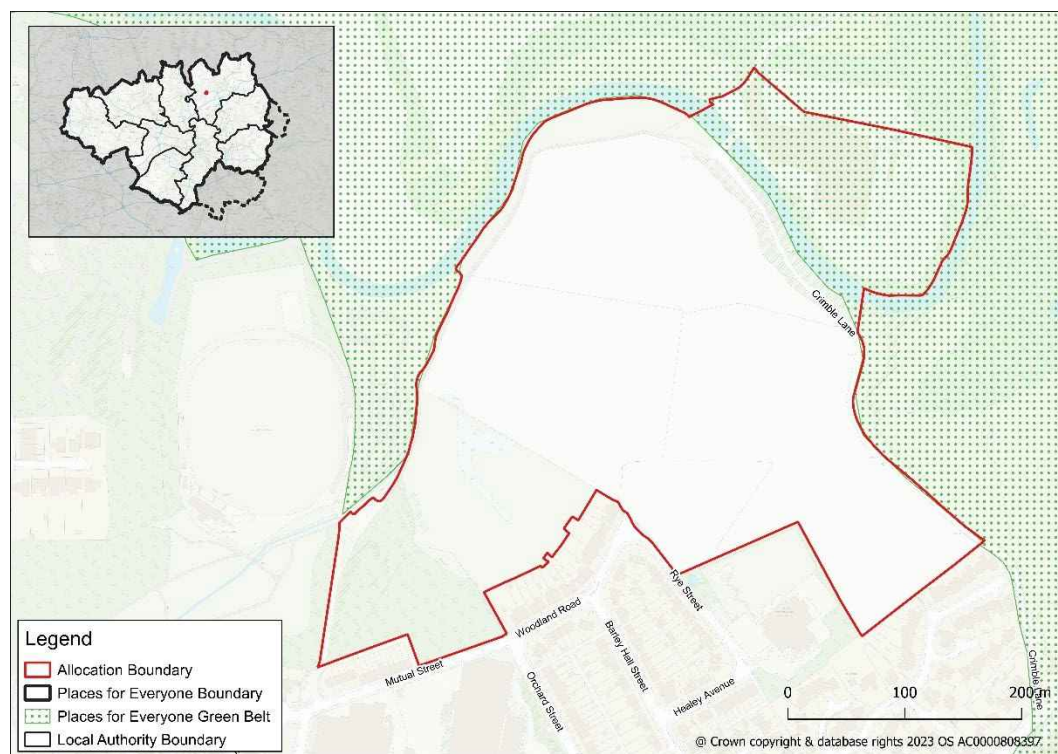 Crimble Lane
Rye Street
Woodland Road
Mutual Street
Barley Hall Street
Orchard Street
Healey Avenue
Crimble Lane
Legend
Allocation Boundary
Places for Everyone Boundary
Places for Everyone Green Belt
Local Authority Boundary
0 100 200 m
@ Crown copyright & database rights 2023 OS AC0000808397